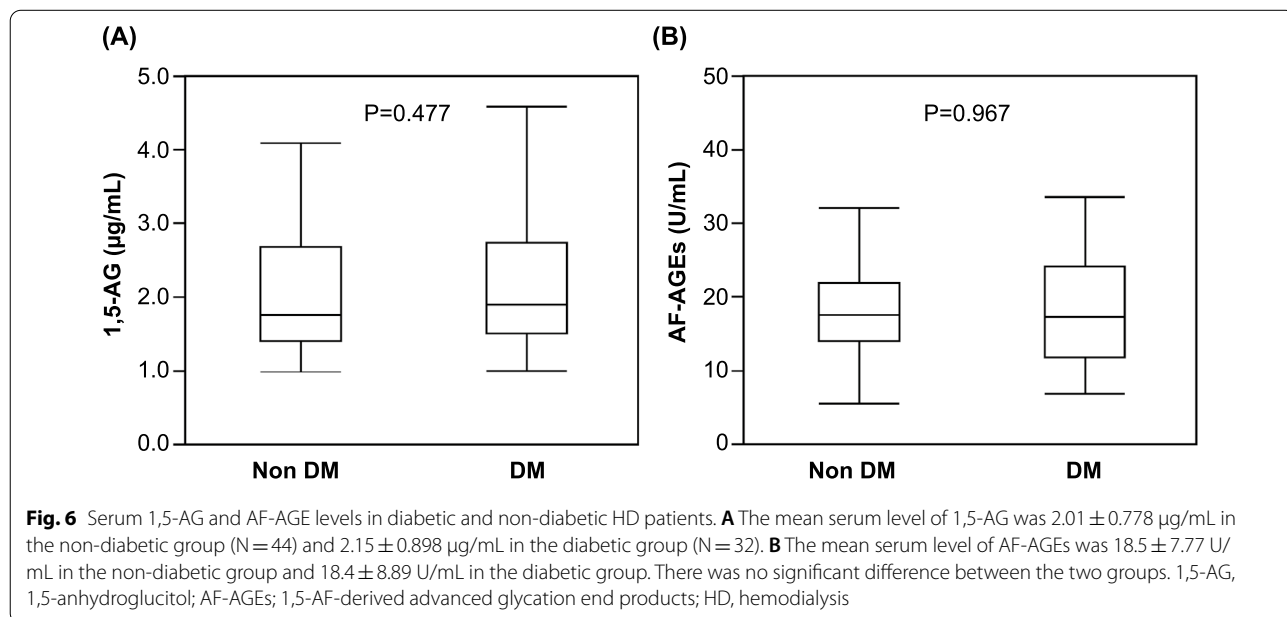 (A)
5.0
4.0
3.0
2.0
1.0
0.0
1,5-AG (µg/mL)
P=0.477
Non DM
DM
(B)
50
40
30
20
10
0
AF-AGEs (U/mL)
P=0.967
Non DM
DM
Fig. 6 Serum 1,5-AG and AF-AGE levels in diabetic and non-diabetic HD patients. A The mean serum level of 1,5-AG was 2.01 ± 0.778 µg/mL in
the non-diabetic group (N = 44) and 2.15 ± 0.898 µg/mL in the diabetic group (N = 32). B The mean serum level of AF-AGEs was 18.5 ± 7.77 U/
mL in the non-diabetic group and 18.4 ± 8.89 U/mL in the diabetic group. There was no significant difference between the two groups. 1,5-AG,
1,5-anhydroglucitol; AF-AGEs; 1,5-AF-derived advanced glycation end products; HD, hemodialysis